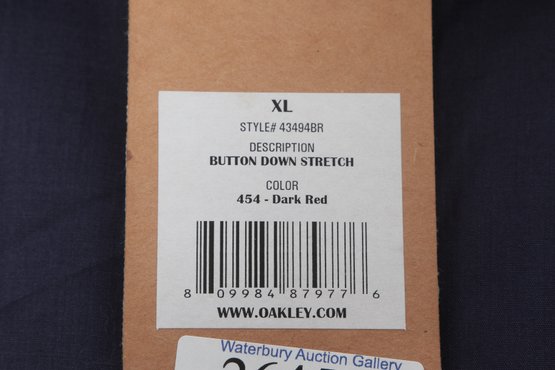 XL
STYLE# 43494BR
DESCRIPTION
BUTTON DOWN STRETCH
COLOR
454 - Dark Red
8 09984 87977 6
WWW.OAKLEY.COM
Waterbury Auction Gallery